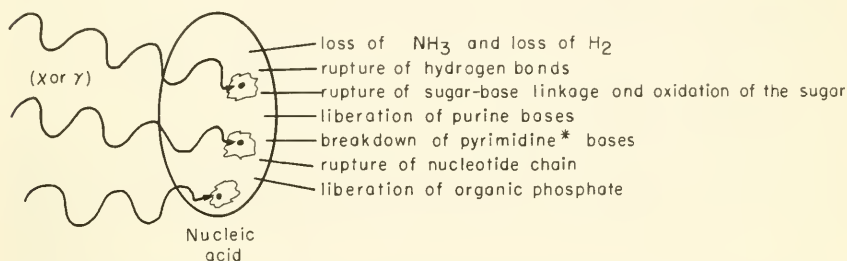 loss of NH3 and loss of H2
rupture of hydrogen bonds
(x or γ)
rupture of sugar-base linkage and oxidation of the sugar
liberation of purine bases
breakdown of pyrimidine* bases
rupture of nucleotide chain
liberation of organic phosphate
Nucleic
acid